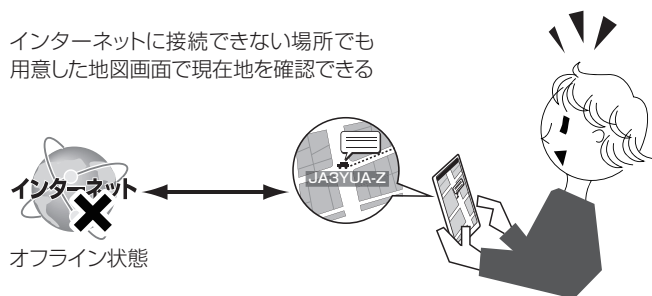 インターネットに接続できない場所でも
用意した地図画面で現在地を確認できる
インターネット
JA3YUA-Z
オフライン状態